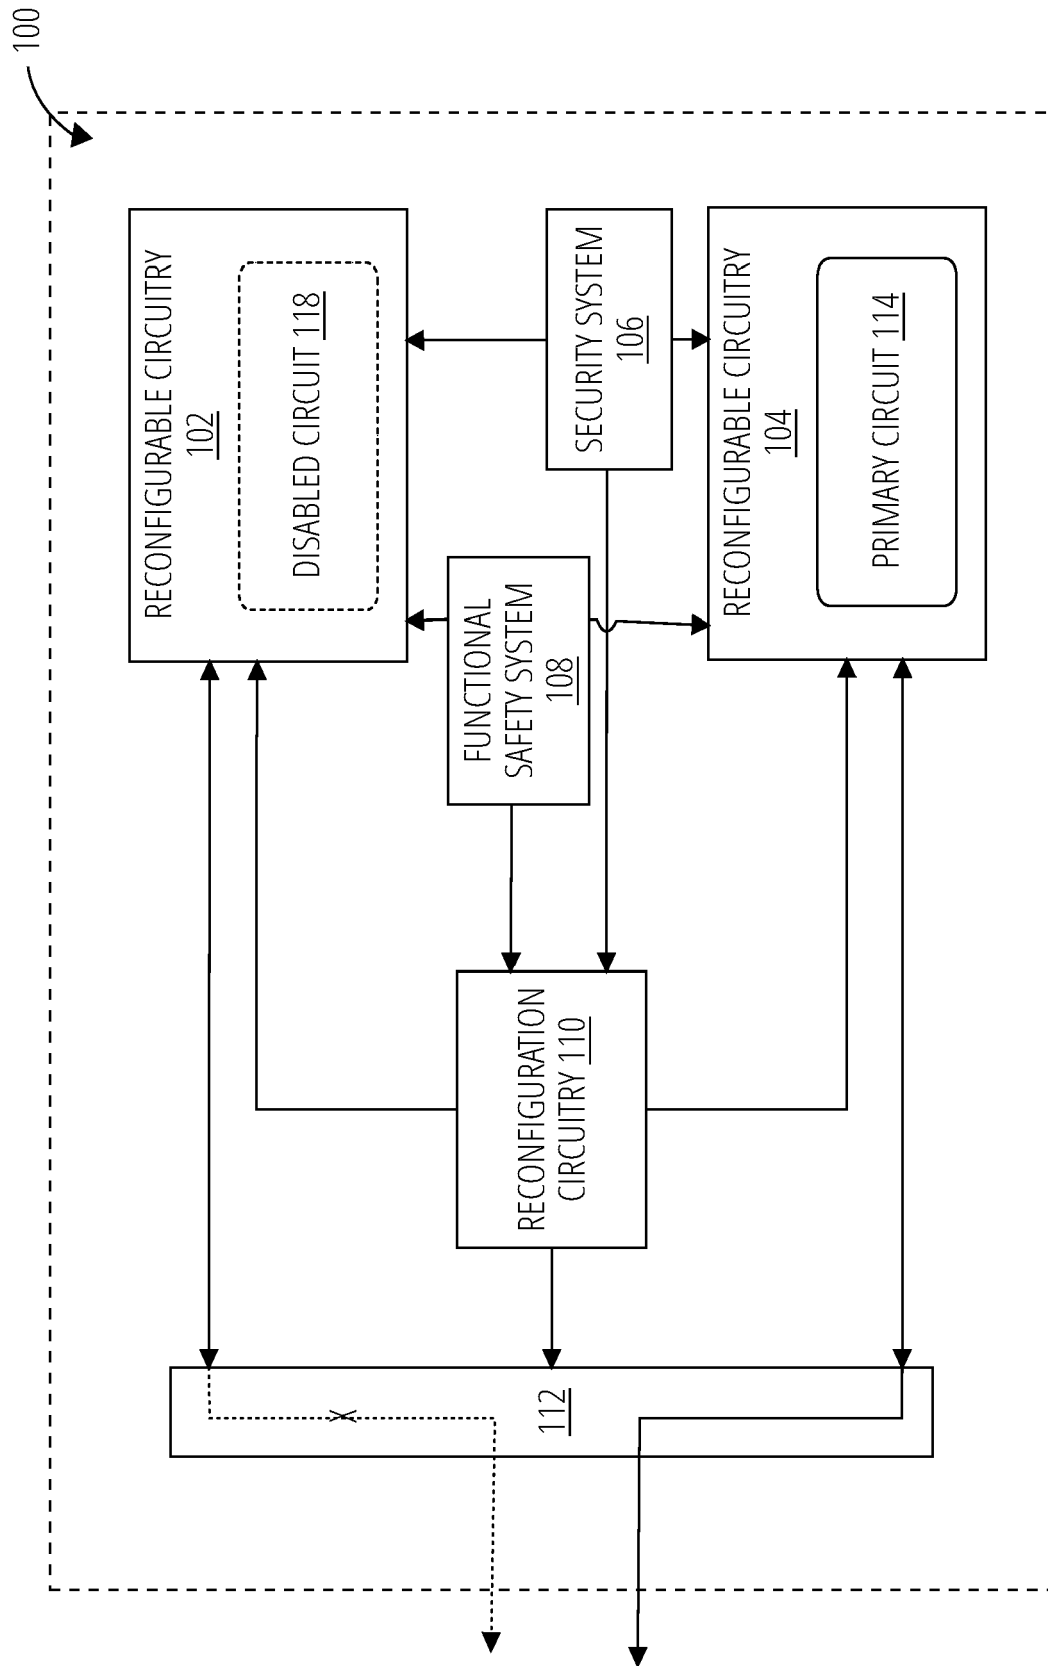 100
RECONFIGURABLE CIRCUITRY
102
DISABLED CIRCUIT 118
SECURITY SYSTEM
106
FUNCTIONAL
SAFETY SYSTEM
108
RECONFIGURABLE CIRCUITRY
104
PRIMARY CIRCUIT 114
RECONFIGURATION
CIRCUITRY 110
112
X